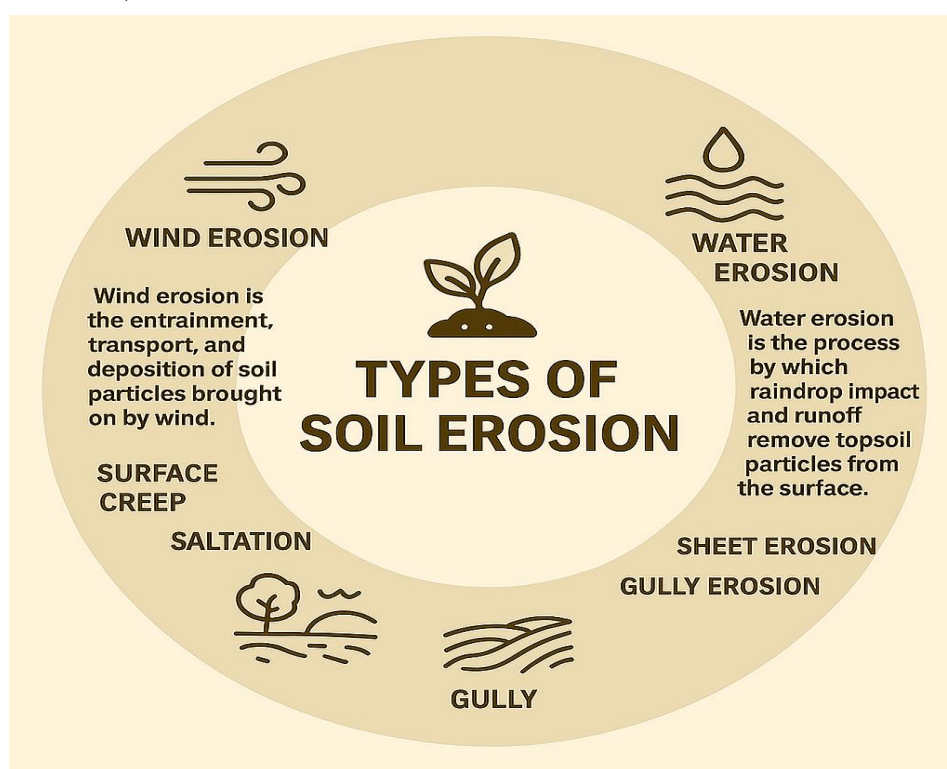 TYPES OF
SOIL EROSION
WIND EROSION
Wind erosion is
the entrainment,
transport, and
deposition of soil
particles brought
on by wind.
SURFACE
CREEP
SALTATION
WATER
EROSION
Water erosion
is the process
by which
raindrop impact
and runoff
remove topsoil
particles from
the surface.
SHEET EROSION
GULLY EROSION
GULLY